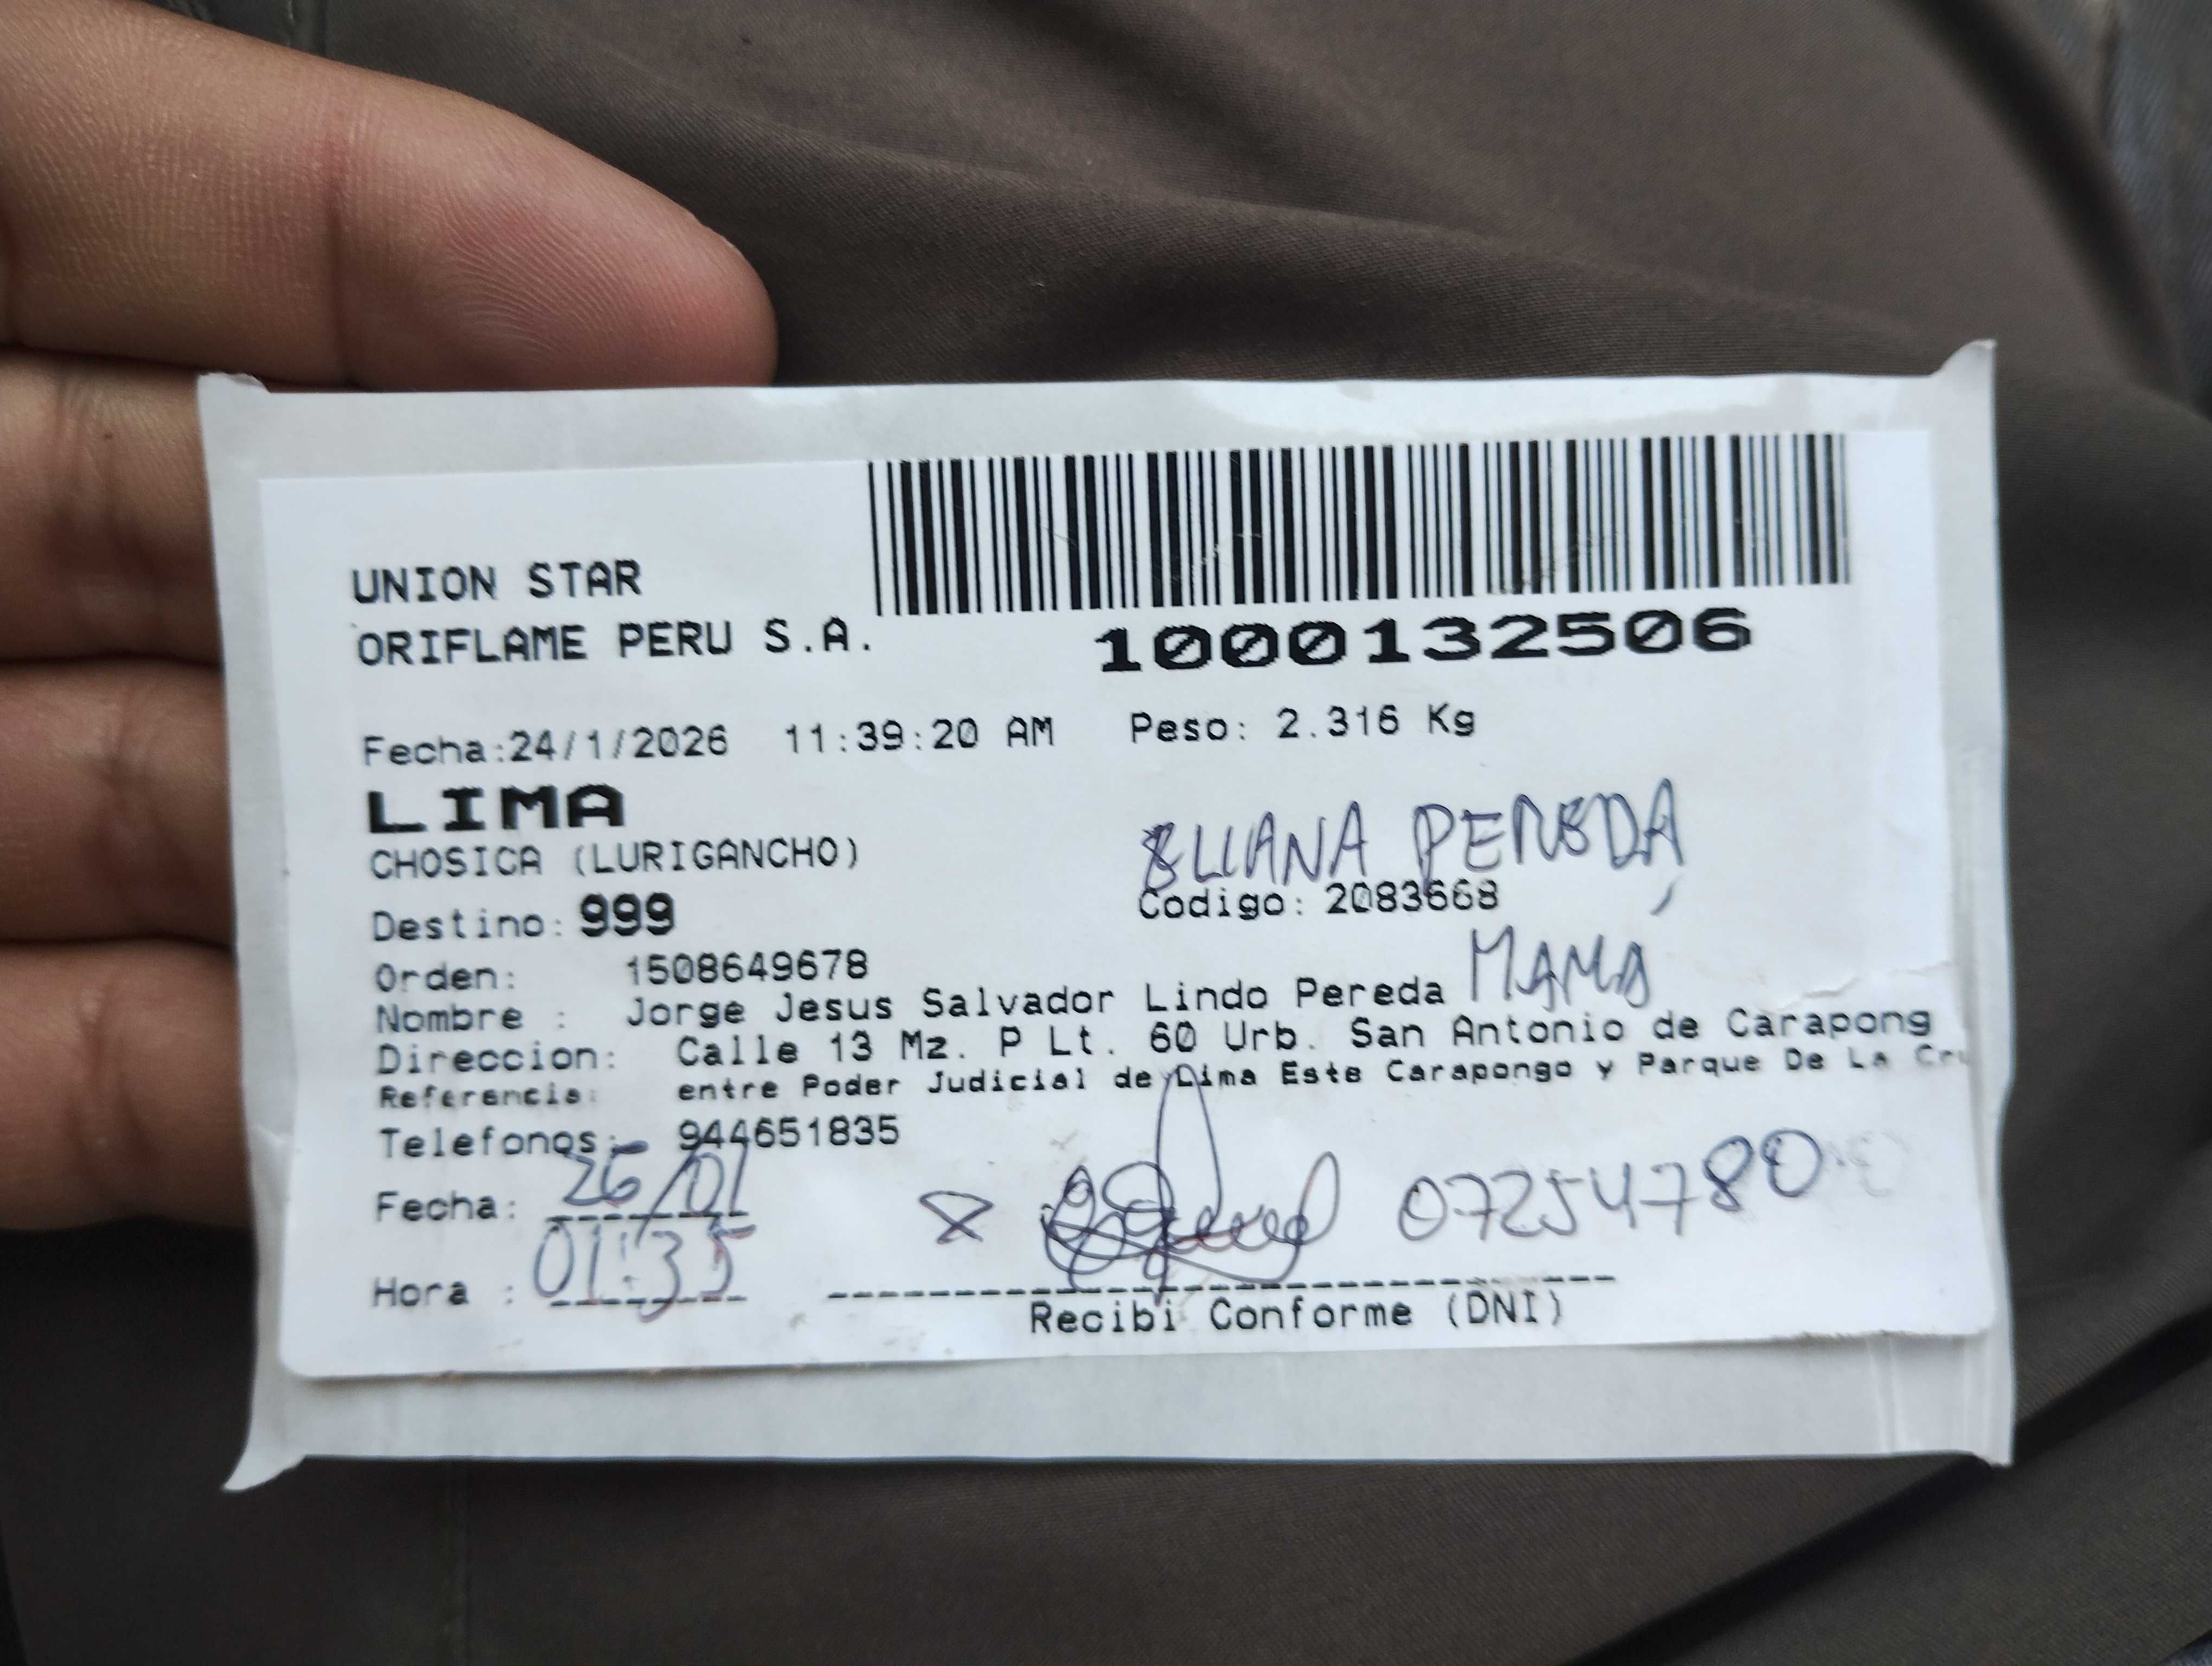 UNION STAR
ORIFLAME PERU S.A.
1000132506
Fecha:24/1/2026 11:39:20 AM Peso: 2.316 Kg
LIMA
CHOSICA (LURIGANCHO)
ELIANA PEREDA
Destino: 999 Codigo: 2083668
Orden: 1508649678
MAMÁ
Nombre : Jorge Jesus Salvador Lindo Pereda
Direccion: Calle 13 Mz. P Lt. 60 Urb. San Antonio de Carapong
Referencia: entre Poder Judicial de Lima Este Carapongo y Parque De La Cru
Telefonos: 944651835
Fecha: 26/01
07254780
Hora : 01:35
Recibi Conforme (DNI)